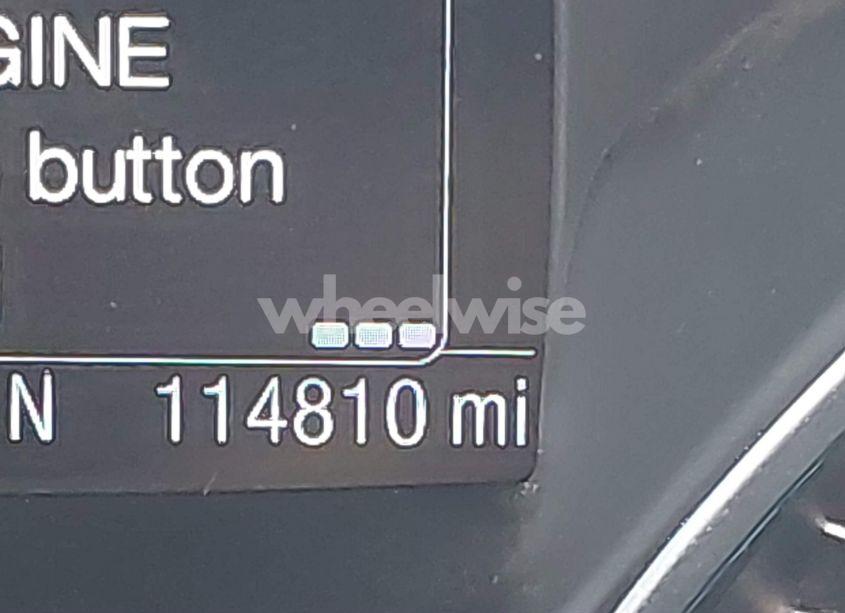 GINE
button
wheelwise
N 114810 mi